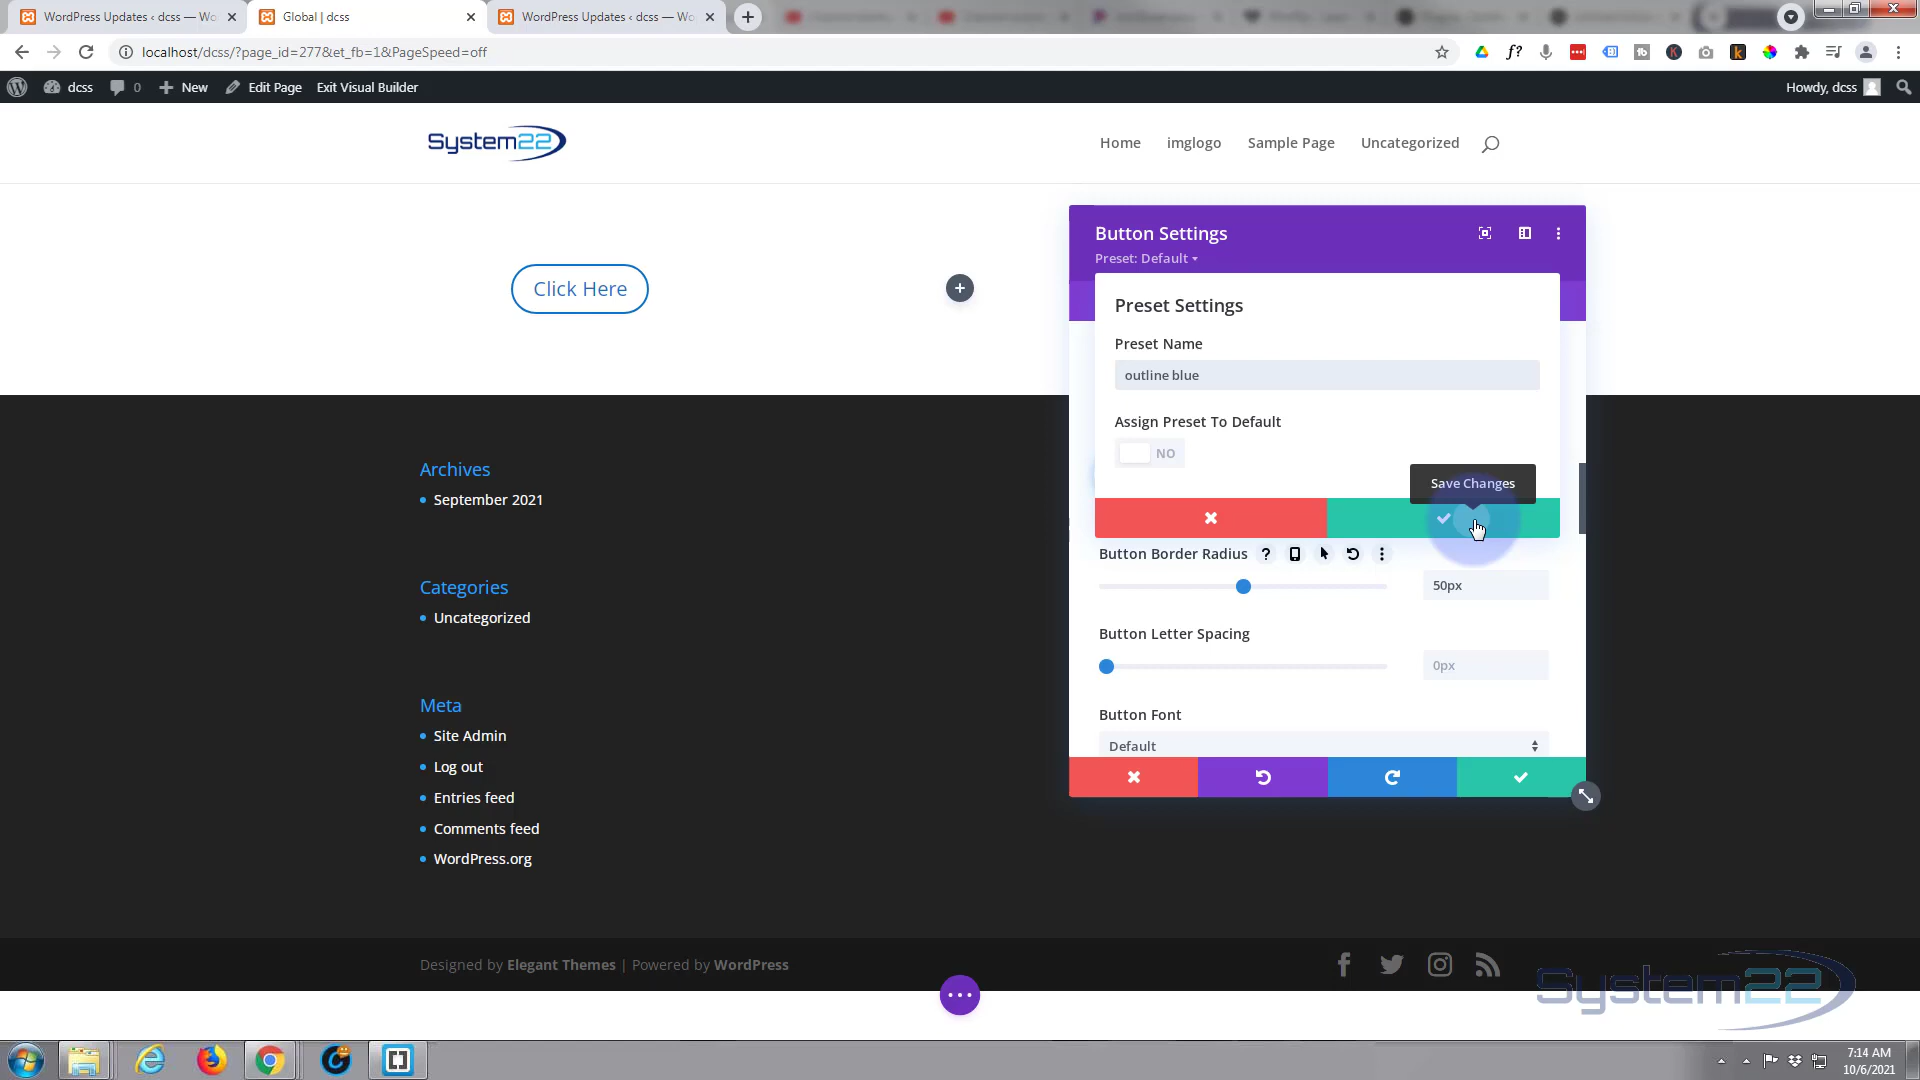 WordPress Updates ‹ dcss — Wo
Global | dcss
WordPress Updates ‹ dcss — Wo
localhost/dcss/?page_id=277&et_fb=1&PageSpeed=off
dcss
0
New
Edit Page
Exit Visual Builder
Howdy, dcss
System22
Home
imglogo
Sample Page
Uncategorized
Click Here
Button Settings
Preset: Default
Preset Settings
Preset Name
outline blue
Assign Preset To Default
NO
Save Changes
Button Border Radius
50px
Button Letter Spacing
0px
Button Font
Default
Archives
September 2021
Categories
Uncategorized
Meta
Site Admin
Log out
Entries feed
Comments feed
WordPress.org
Designed by Elegant Themes | Powered by WordPress
System22
7:14 AM
10/6/2021